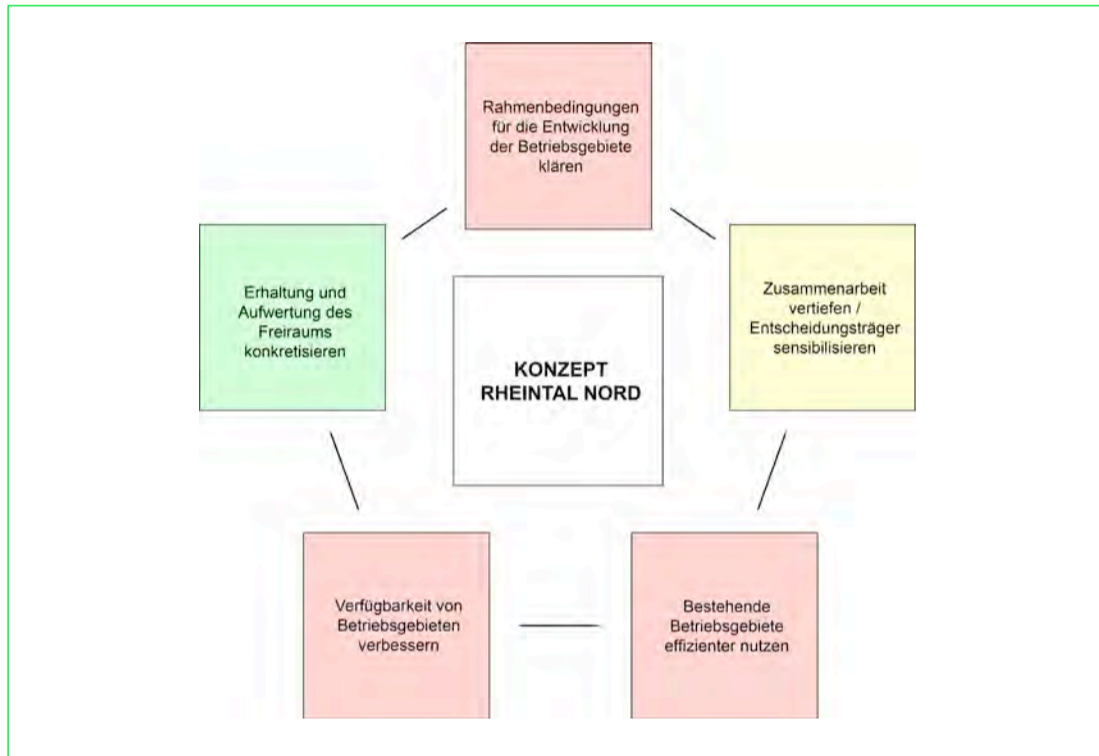 Rahmenbedingungen
für die Entwicklung
der Betriebsgebiete
klären
Erhaltung und
Aufwertung des
Freiraums
konkretisieren
Zusammenarbeit
vertiefen /
Entscheidungsträger
sensibilisieren
KONZEPT
RHEINTAL NORD
Verfügbarkeit von
Betriebsgebieten
verbessern
Bestehende
Betriebsgebiete
effizienter nutzen